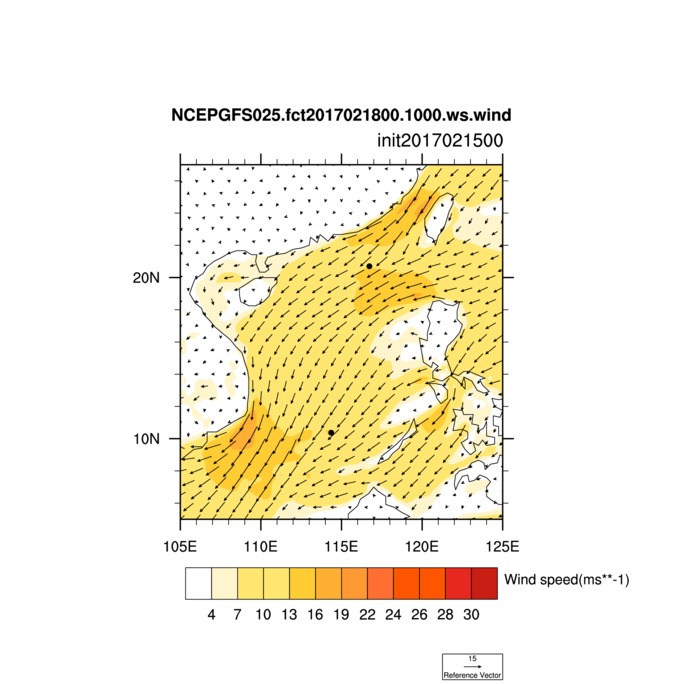 NCEPGFS025.fct2017021800.1000.ws.wind
init2017021500
20N
10N
105E 110E 115E 120E 125E
Wind speed(ms**-1)
4 7 10 13 16 19 22 24 26 28 30
15
Reference Vector